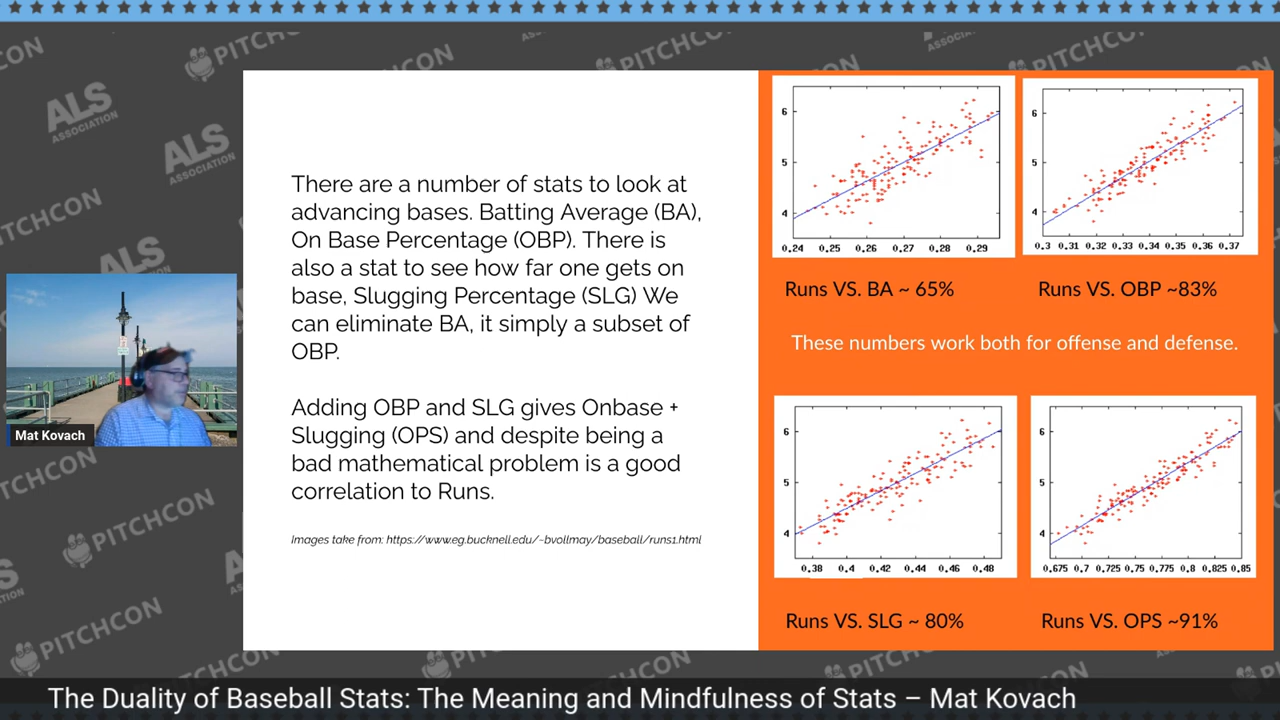 PITCHCON
ALS
ASSOCIATION
There are a number of stats to look at
advancing bases. Batting Average (BA),
On Base Percentage (OBP). There is
also a stat to see how far one gets on
base, Slugging Percentage (SLG) We
can eliminate BA, it simply a subset of
OBP.
Adding OBP and SLG gives Onbase +
Slugging (OPS) and despite being a
bad mathematical problem is a good
correlation to Runs.
Images take from: https://www.eg.bucknell.edu/~bvollmay/baseball/runs1.html
6
5
4
0.24 0.25 0.26 0.27 0.28 0.29
Runs VS. BA ~ 65%
6
5
4
0.3 0.31 0.32 0.33 0.34 0.35 0.36 0.37
Runs VS. OBP ~83%
These numbers work both for offense and defense.
6
5
4
0.38 0.4 0.42 0.44 0.46 0.48
Runs VS. SLG ~ 80%
6
5
4
0.675 0.7 0.725 0.75 0.775 0.8 0.825 0.85
Runs VS. OPS ~91%
Mat Kovach
The Duality of Baseball Stats: The Meaning and Mindfulness of Stats – Mat Kovach